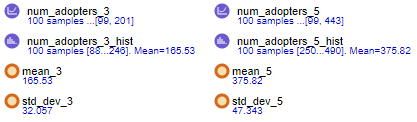 num_adopters_3
100 samples ...[99, 201]
num_adopters_3_hist
100 samples [88...246]. Mean=165.53
mean_3
165.53
std_dev_3
32.057
num_adopters_5
100 samples ...[99, 443]
num_adopters_5_hist
100 samples [250...490]. Mean=375.82
mean_5
375.82
std_dev_5
47.343